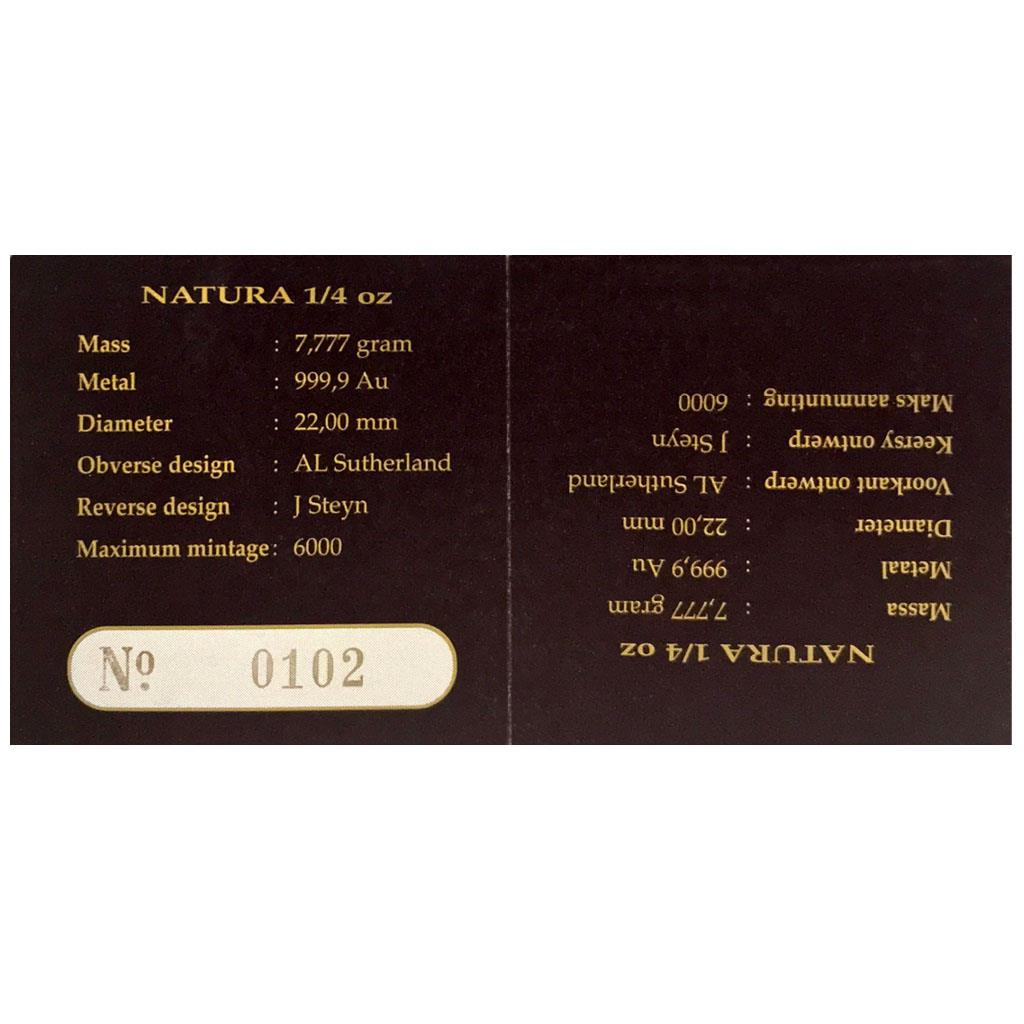 NATURA 1/4 oz
Mass : 7,777 gram
Metal : 999,9 Au
Diameter : 22,00 mm
Obverse design : AL Sutherland
Reverse design : J Steyn
Maximum mintage : 6000
Nº 0102
NATURA 1/4 oz
Massa : 7,777 gram
Metaal : 999,9 Au
Diameter : 22,00 mm
Voorkant ontwerp : AL Sutherland
Keersy ontwerp : J Steyn
Maks aanmunting : 6000